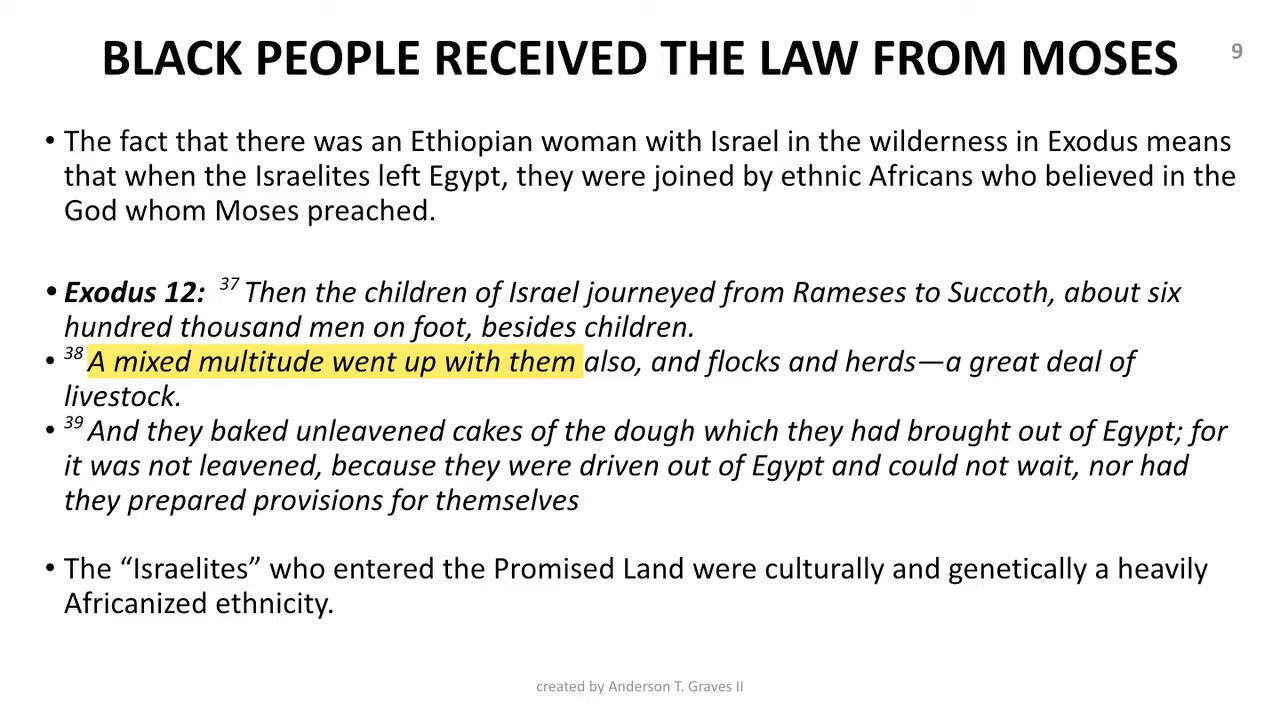 BLACK PEOPLE RECEIVED THE LAW FROM MOSES
9
• The fact that there was an Ethiopian woman with Israel in the wilderness in Exodus means
that when the Israelites left Egypt, they were joined by ethnic Africans who believed in the
God whom Moses preached.
• Exodus 12: 37 Then the children of Israel journeyed from Rameses to Succoth, about six
hundred thousand men on foot, besides children.
• 38 A mixed multitude went up with them also, and flocks and herds—a great deal of
livestock.
• 39 And they baked unleavened cakes of the dough which they had brought out of Egypt; for
it was not leavened, because they were driven out of Egypt and could not wait, nor had
they prepared provisions for themselves
• The “Israelites” who entered the Promised Land were culturally and genetically a heavily
Africanized ethnicity.
created by Anderson T. Graves II